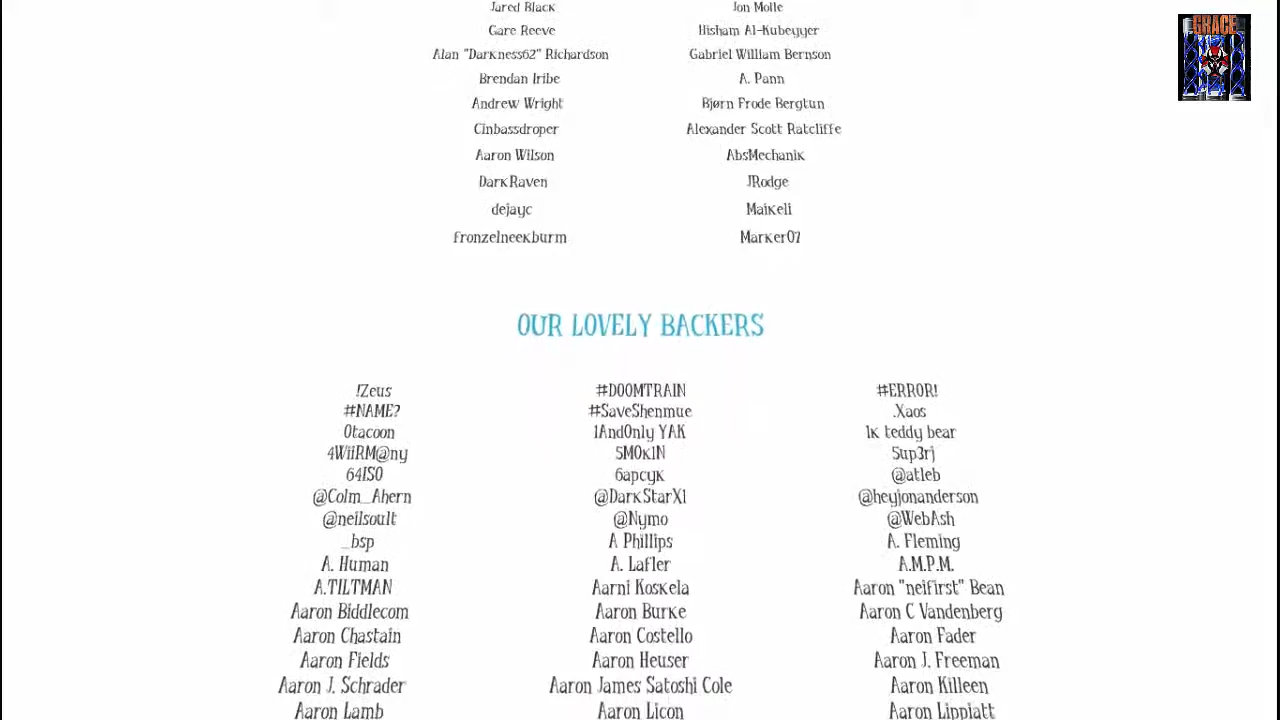 GRACE
Jared Black Jon Molle
Gare Reeve Hisham Al-Kubeyyer
Alan "Darkness62" Richardson Gabriel William Bernson
Brendan Iribe A. Pann
Andrew Wright Bjørn Frode Bergtun
Cinbassdroper Alexander Scott Ratcliffe
Aaron Wilson AbsMechanik
DarkRaven JRodge
dejayc Maikeli
fronzelneekburm Marker07
OUR LOVELY BACKERS
!Zeus #DOOMTRAIN #ERROR!
#NAME? #SaveShenmue .Xaos
0tacoon 1AndOnly YAK 1k teddy bear
4WiiRM@ny 5M0k1N 5up3rj
64ISO 6apcyk @atleb
@Colm_Ahern @DarkStarX1 @heyjonanderson
@neilsoult @Nymo @WebAsh
_bsp A Phillips A. Fleming
A. Human A. Lafler A.M.P.M.
A.TILTMAN Aarni Koskela Aaron "neifirst" Bean
Aaron Biddlecom Aaron Burke Aaron C Vandenberg
Aaron Chastain Aaron Costello Aaron Fader
Aaron Fields Aaron Heuser Aaron J. Freeman
Aaron J. Schrader Aaron James Satoshi Cole Aaron Killeen
Aaron Lamb Aaron Licon Aaron Lippiatt